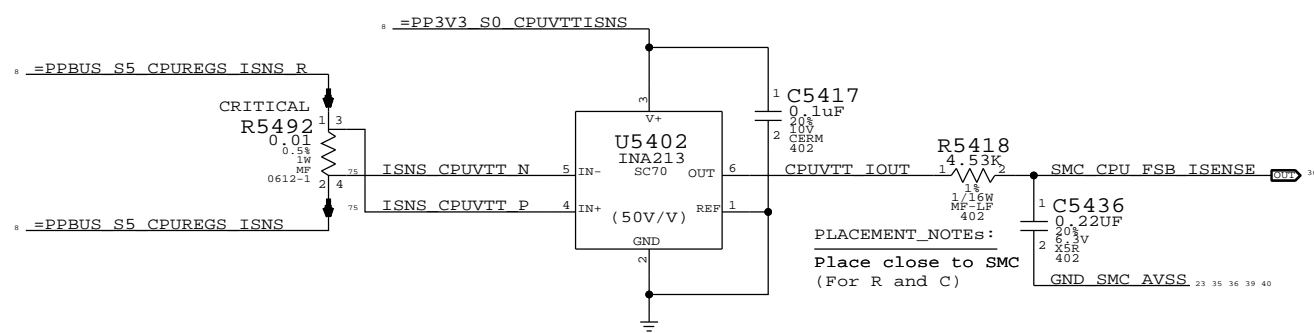 8 =PP3V3_S0_CPUVTTISNS
8 =PPBUS_S5_CPUREGS_ISNS_R
CRITICAL
R5492
0.01
0.5%
1W
MF
0612-1
1 3
2 4
8 =PPBUS_S5_CPUREGS_ISNS
75 ISNS_CPUVTT_N
75 ISNS_CPUVTT_P
3
V+
U5402
INA213
SC70
5 IN-
4 IN+
OUT 6
REF 1
(50V/V)
GND
2
1 C5417
0.1uF
20%
10V
2 CERM
402
CPUVTT_IOUT
R5418
4.53K
1 2
1%
1/16W
MF-LF
402
SMC_CPU_FSB_ISENSE
OUT
1 C5436
0.22UF
20%
6.3V
2 X5R
402
PLACEMENT_NOTEs:
Place close to SMC
(For R and C)
GND_SMC_AVSS 23 35 36 39 40